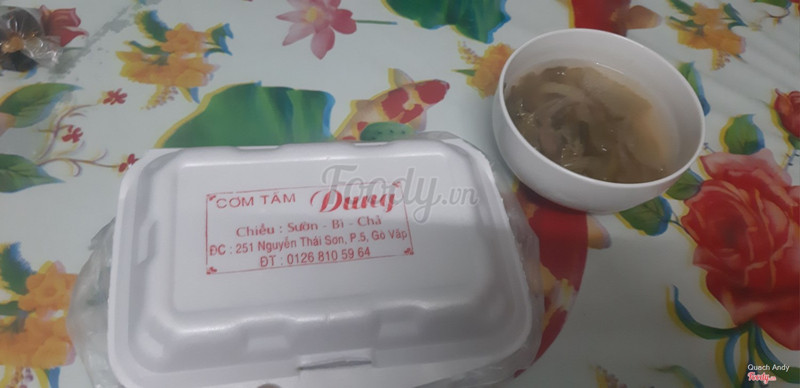 CƠM TẤM Dung
Chiều : Sườn - Bì - Chả
ĐC : 251 Nguyễn Thái Sơn, P.5, Gò Vấp
ĐT : 0126 810 59 64
Foody.vn
Quach Andy
Foody.vn